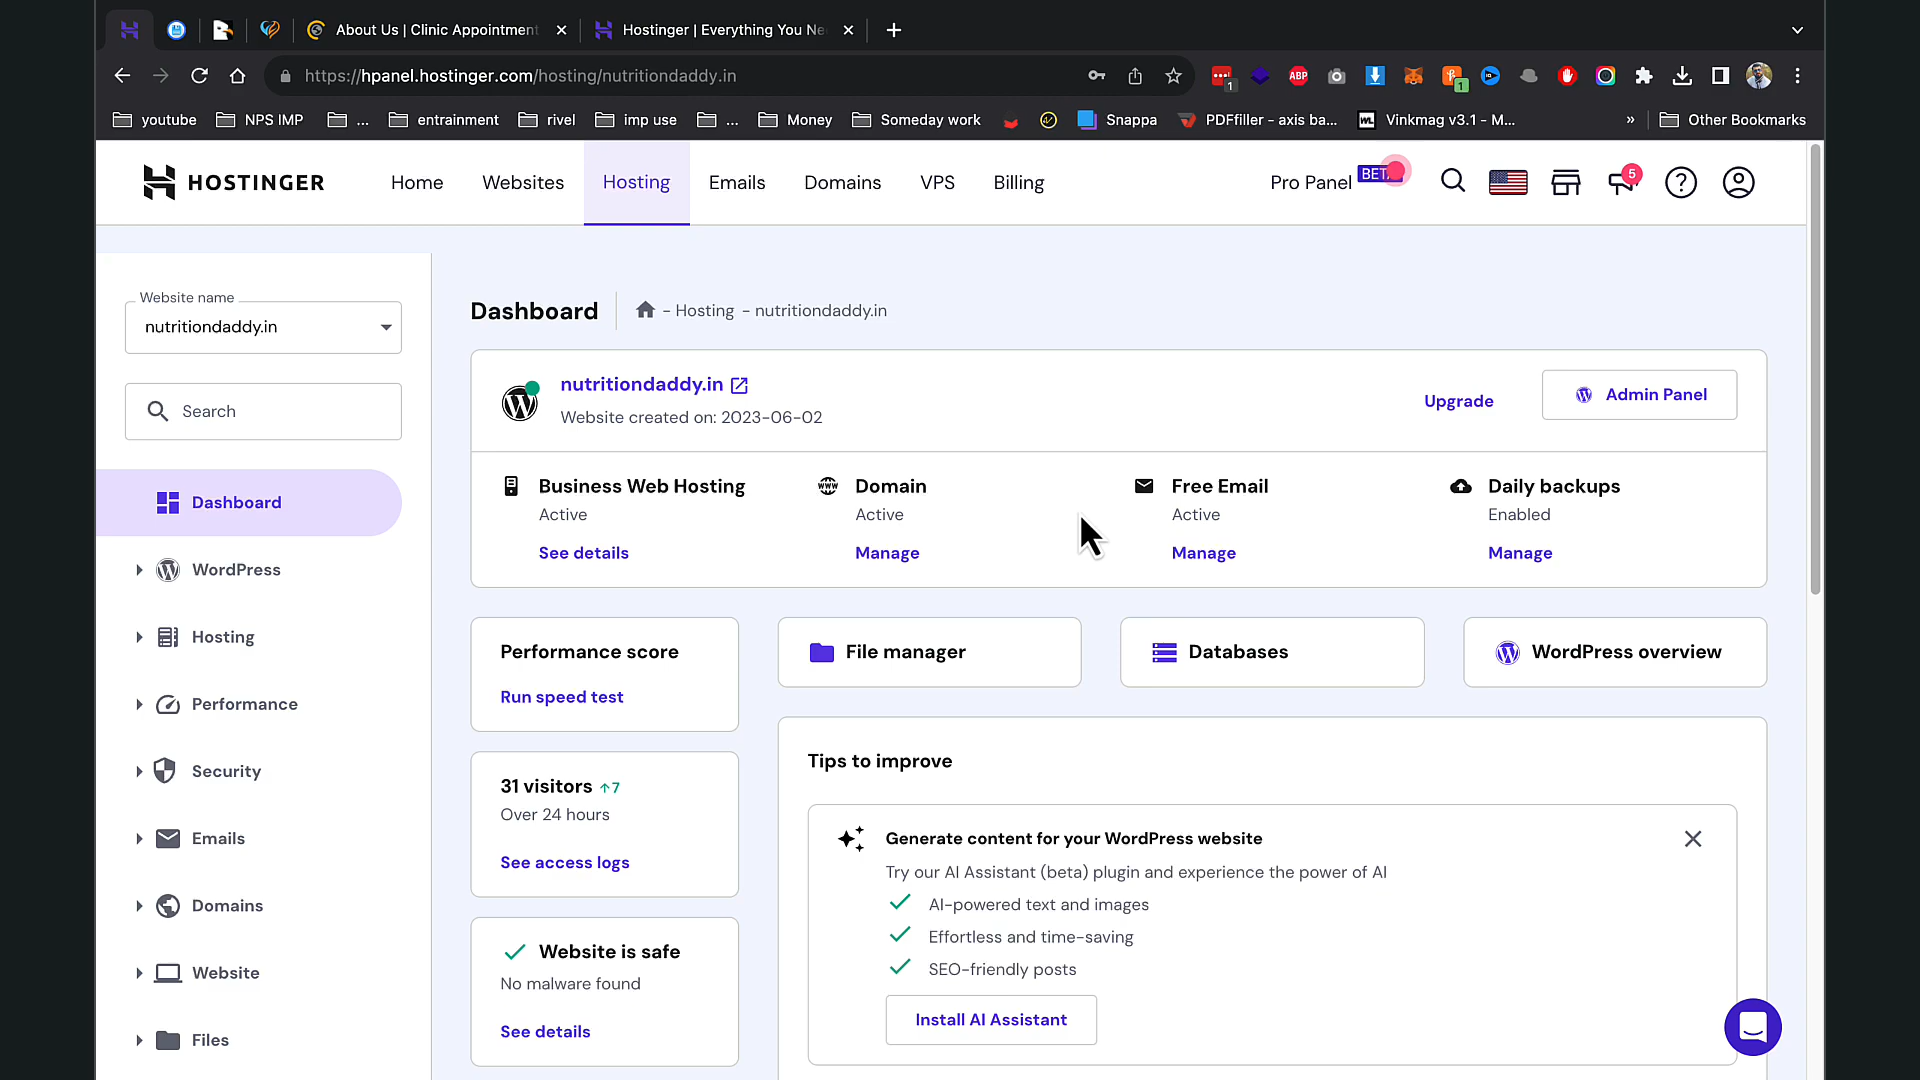 About Us | Clinic Appointment
Hostinger | Everything You Ne
https://hpanel.hostinger.com/hosting/nutritiondaddy.in
ABP
1
1
youtube
NPS IMP
...
entrainment
rivel
imp use
...
Money
Someday work
Snappa
PDFfiller - axis ba...
Vinkmag v3.1 - M...
»
Other Bookmarks
HOSTINGER
Home
Websites
Hosting
Emails
Domains
VPS
Billing
Pro Panel
5
Website name
nutritiondaddy.in
Search
Dashboard
WordPress
Hosting
Performance
Security
Emails
Domains
Website
Files
Dashboard
- Hosting - nutritiondaddy.in
nutritiondaddy.in
Website created on: 2023-06-02
Upgrade
Admin Panel
Business Web Hosting
Active
See details
WWW
Domain
Active
Manage
Free Email
Active
Manage
Daily backups
Enabled
Manage
Performance score
Run speed test
File manager
Databases
WordPress overview
31 visitors ↑7
Over 24 hours
See access logs
Website is safe
No malware found
See details
Tips to improve
Generate content for your WordPress website
Try our AI Assistant (beta) plugin and experience the power of AI
AI-powered text and images
Effortless and time-saving
SEO-friendly posts
Install AI Assistant